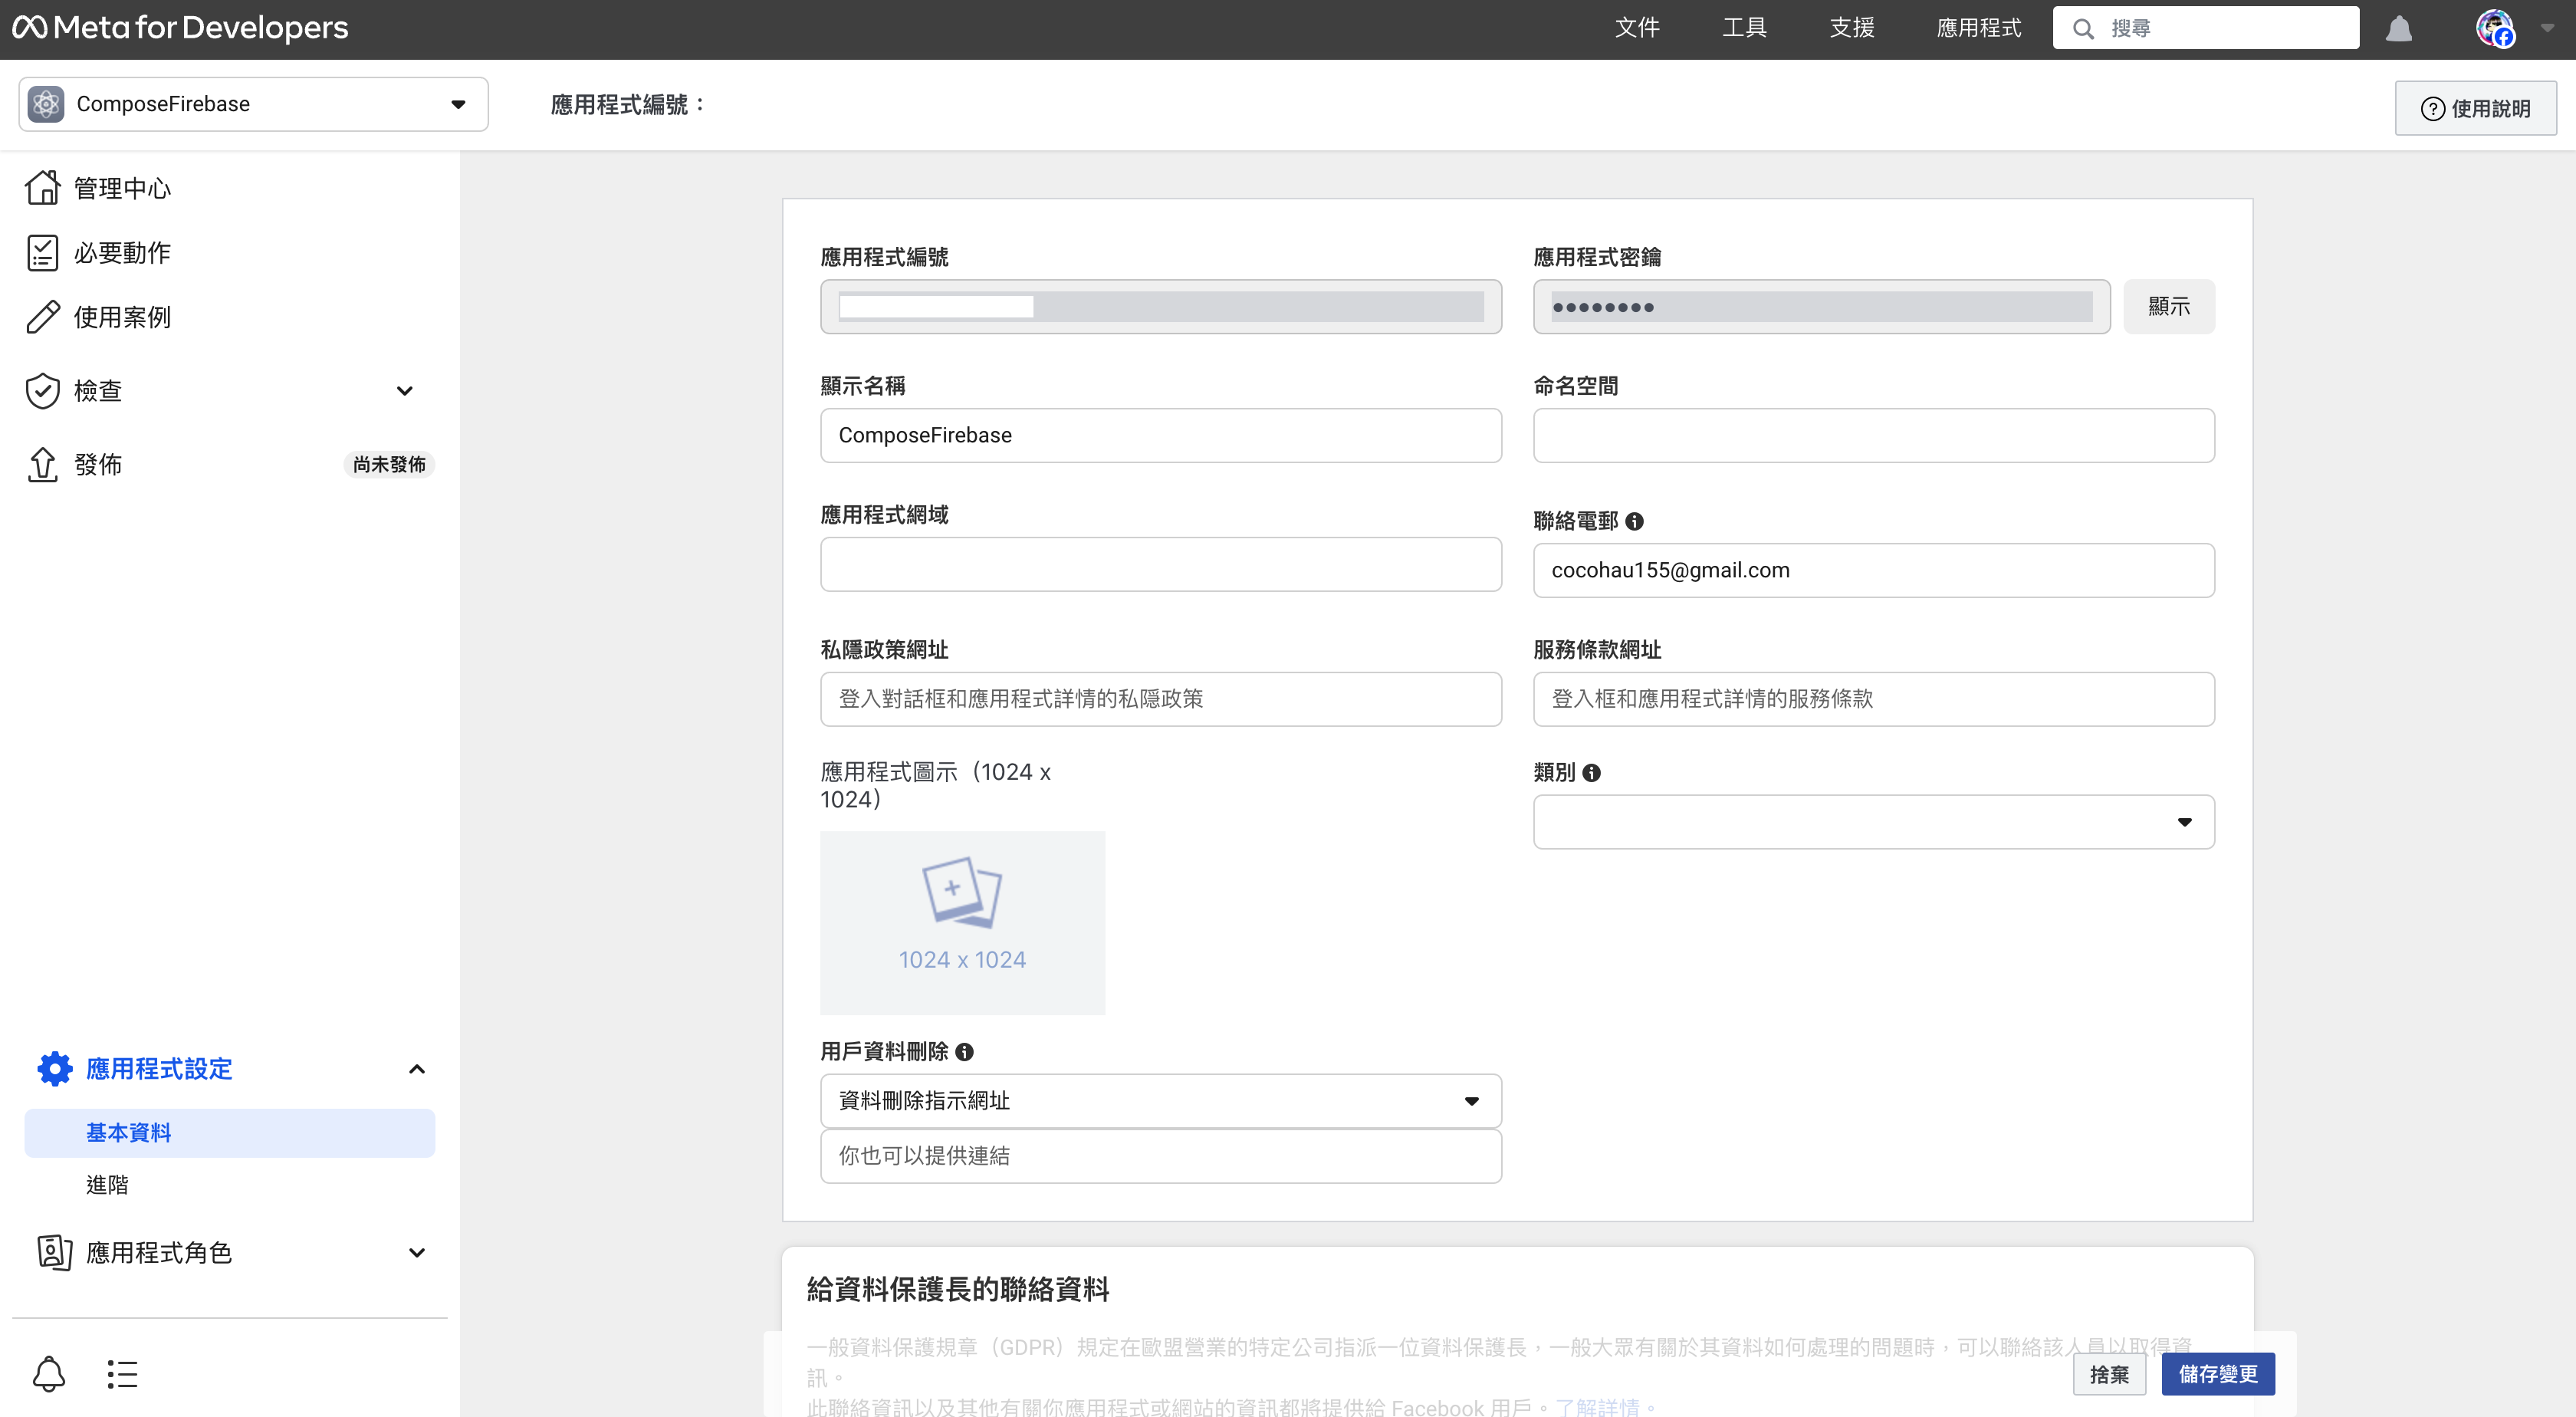 Meta for Developers
文件
工具
支援
應用程式
搜尋
ComposeFirebase
應用程式編號：
使用說明
管理中心
必要動作
使用案例
檢查
發佈
尚未發佈
應用程式設定
基本資料
進階
應用程式角色
應用程式編號
應用程式密鑰
••••••••
顯示
顯示名稱
ComposeFirebase
命名空間
應用程式網域
聯絡電郵
cocohau155@gmail.com
私隱政策網址
登入對話框和應用程式詳情的私隱政策
服務條款網址
登入框和應用程式詳情的服務條款
應用程式圖示（1024 x
1024）
1024 x 1024
類別
用戶資料刪除
資料刪除指示網址
你也可以提供連結
給資料保護長的聯絡資料
一般資料保護規章（GDPR）規定在歐盟營業的特定公司指派一位資料保護長，一般大眾有關於其資料如何處理的問題時，可以聯絡該人員以取得資
訊。
此聯絡資訊以及其他有關你應用程式或網站的資訊都將提供給 Facebook 用戶。了解詳情。
捨棄
儲存變更